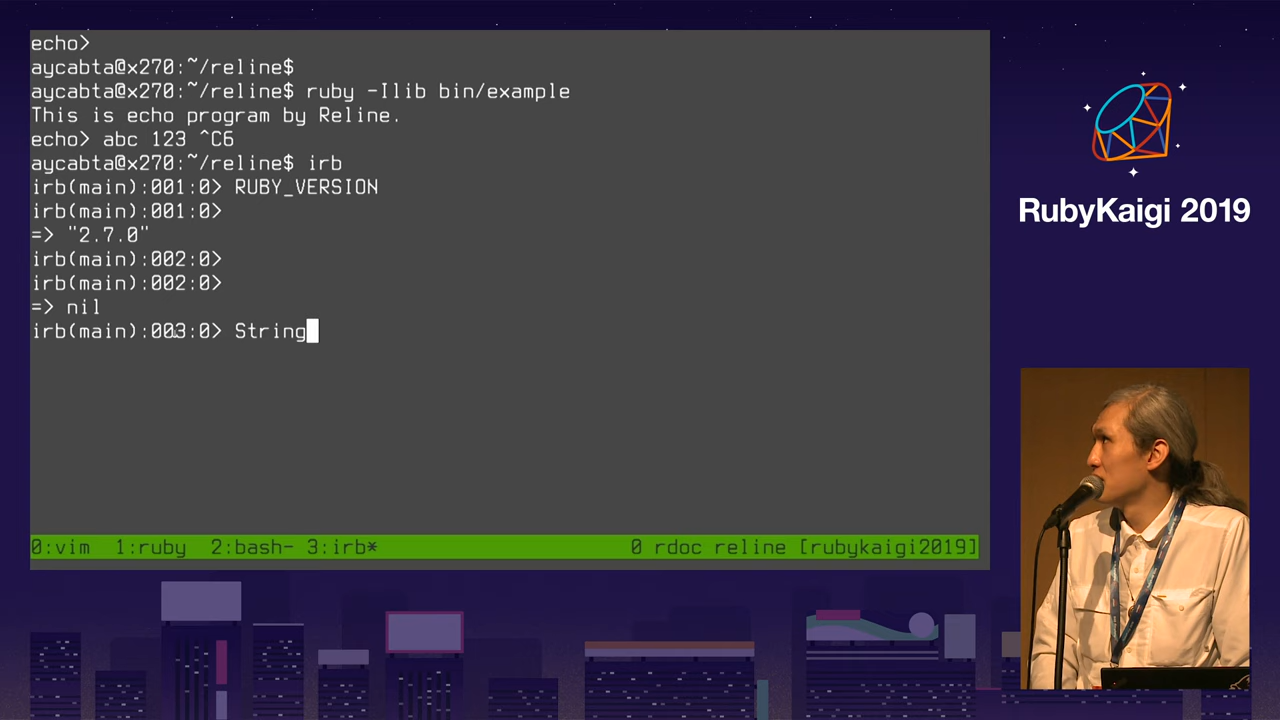 echo>
aycabta@x270:~/reline$
aycabta@x270:~/reline$ ruby -Ilib bin/example
This is echo program by Reline.
echo> abc 123 ^C6
aycabta@x270:~/reline$ irb
irb(main):001:0> RUBY_VERSION
irb(main):001:0>
=> "2.7.0"
irb(main):002:0>
irb(main):002:0>
=> nil
irb(main):003:0> String
0:vim 1:ruby 2:bash- 3:irb* 0 rdoc reline [rubykaigi2019]
RubyKaigi 2019